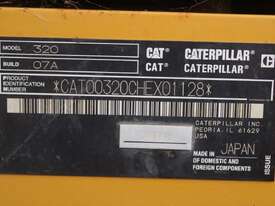 MODEL 320 CAT® CATERPILLAR®
BUILD 07A CAT® CATERPILLAR®
PRODUCT IDENTIFICATION NUMBER *CAT00320CHEX01128*
CATERPILLAR INC.
PEORIA, IL 61629
USA
MADE IN JAPAN
OF DOMESTIC AND
FOREIGN COMPONENTS
ISSUE